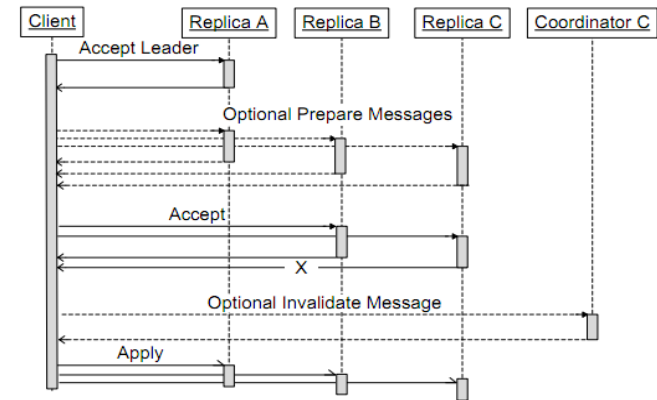 Client Replica A Replica B Replica C Coordinator C
Accept Leader
Optional Prepare Messages
Accept
X
Optional Invalidate Message
Apply